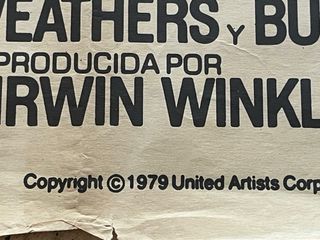 WEATHERS Y BU
PRODUCIDA POR
IRWIN WINKL
Copyright © 1979 United Artists Corp